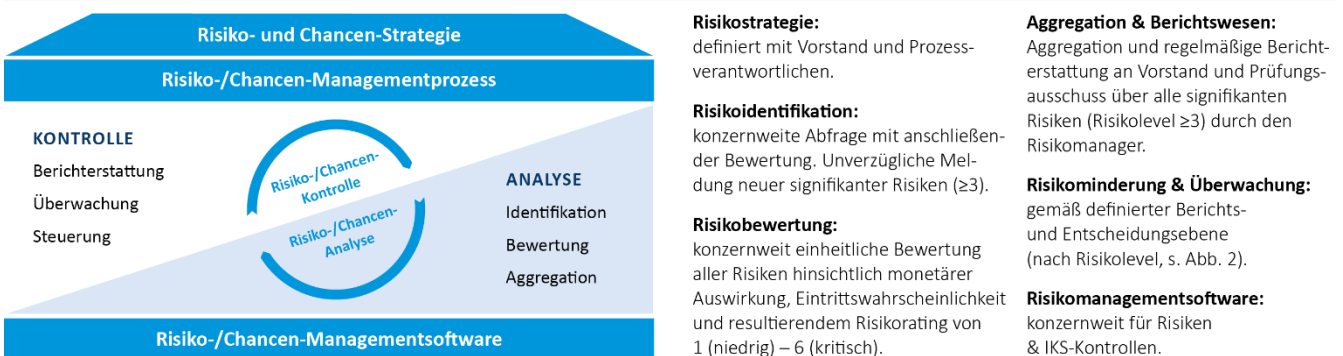 Risiko- und Chancen-Strategie
Risiko-/Chancen-Managementprozess
KONTROLLE
Berichterstattung
Überwachung
Steuerung
Risiko-/Chancen-
Kontrolle
Risiko-/Chancen-
Analyse
ANALYSE
Identifikation
Bewertung
Aggregation
Risiko-/Chancen-Managementsoftware
Risikostrategie:
definiert mit Vorstand und Prozess-
verantwortlichen.
Risikoidentifikation:
konzernweite Abfrage mit anschließen-
der Bewertung. Unverzügliche Mel-
dung neuer signifikanter Risiken (≥3).
Risikobewertung:
konzernweit einheitliche Bewertung
aller Risiken hinsichtlich monetärer
Auswirkung, Eintrittswahrscheinlichkeit
und resultierendem Risikorating von
1 (niedrig) – 6 (kritisch).
Aggregation & Berichtswesen:
Aggregation und regelmäßige Bericht-
erstattung an Vorstand und Prüfungs-
ausschuss über alle signifikanten
Risiken (Risikolevel ≥3) durch den
Risikomanager.
Risikominderung & Überwachung:
gemäß definierter Berichts-
und Entscheidungsebene
(nach Risikolevel, s. Abb. 2).
Risikomanagementsoftware:
konzernweit für Risiken
& IKS-Kontrollen.